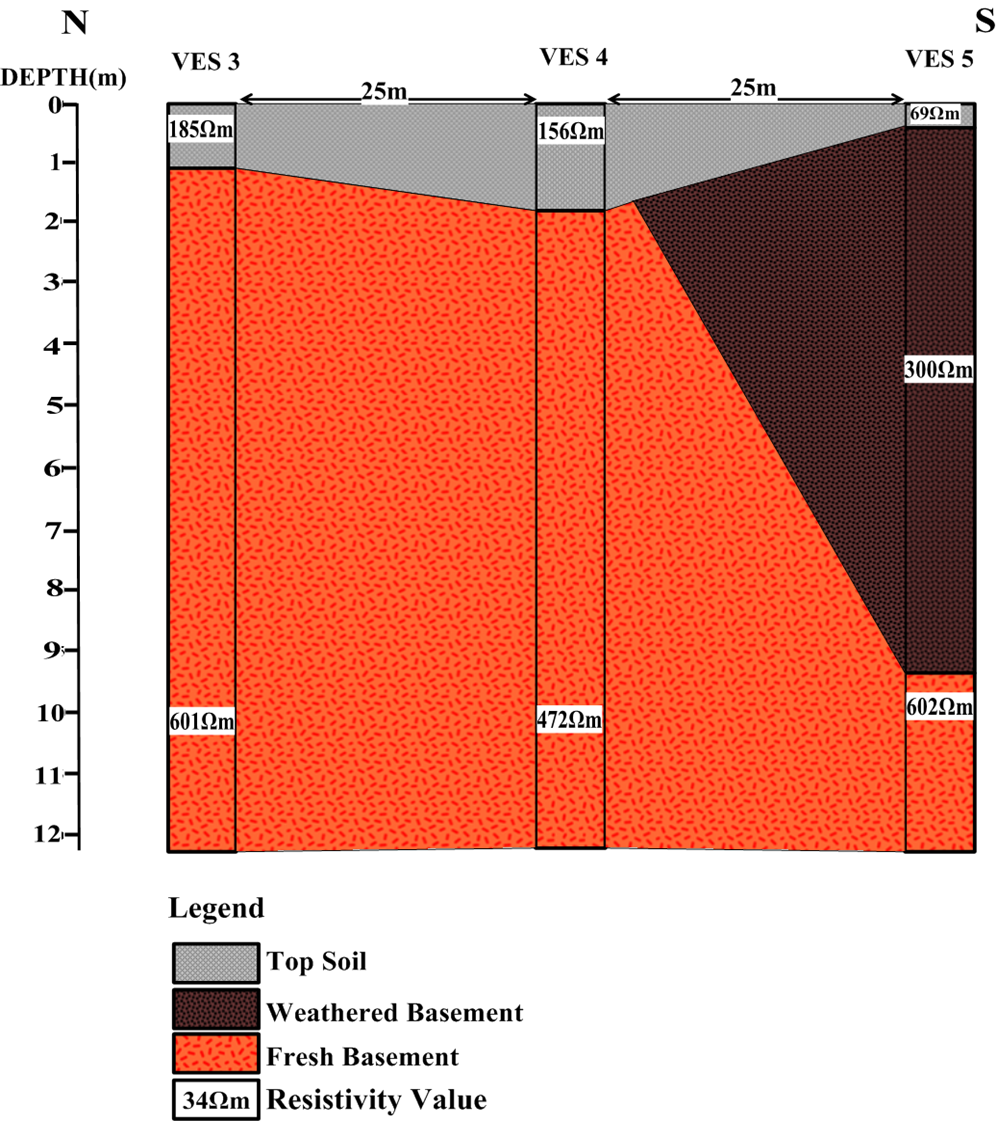 N S
VES 3 VES 4 VES 5
DEPTH(m)
25m 25m
0
185Ωm 156Ωm 69Ωm
1
2
3
4
300Ωm
5
6
7
8
9
10
601Ωm 472Ωm 602Ωm
11
12
Legend
Top Soil
Weathered Basement
Fresh Basement
34Ωm Resistivity Value